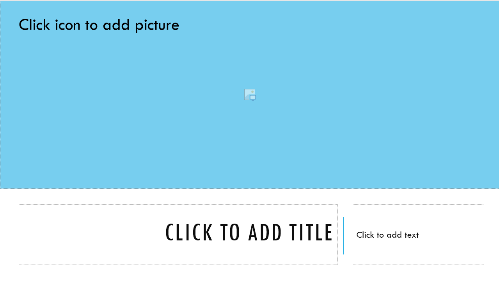 Click icon to add picture
CLICK TO ADD TITLE
Click to add text